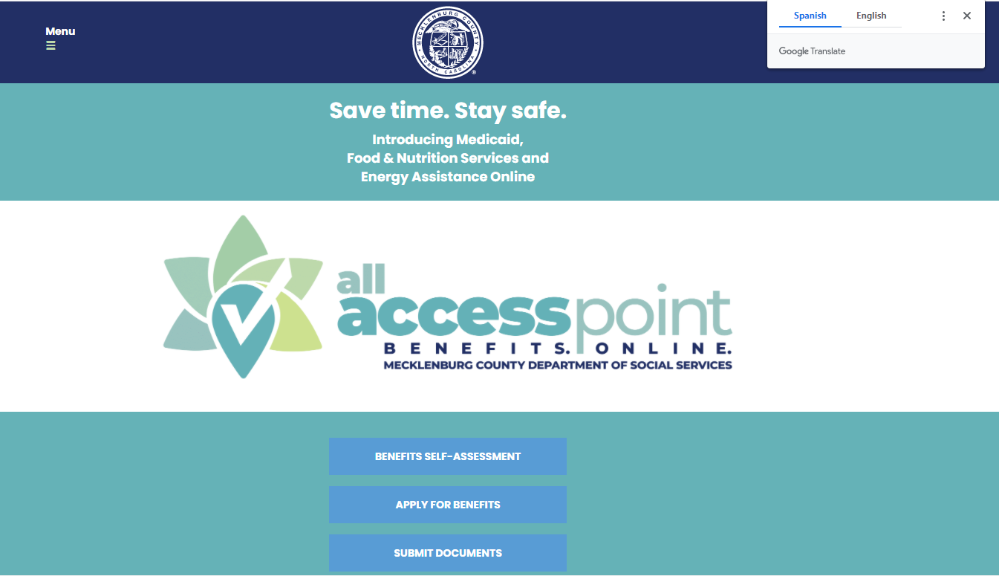 Menu
MECKLENBURG COUNTY
NORTH CAROLINA
®
Spanish English
Google Translate
Save time. Stay safe.
Introducing Medicaid,
Food & Nutrition Services and
Energy Assistance Online
all
accesspoint
BENEFITS. ONLINE.
MECKLENBURG COUNTY DEPARTMENT OF SOCIAL SERVICES
BENEFITS SELF-ASSESSMENT
APPLY FOR BENEFITS
SUBMIT DOCUMENTS